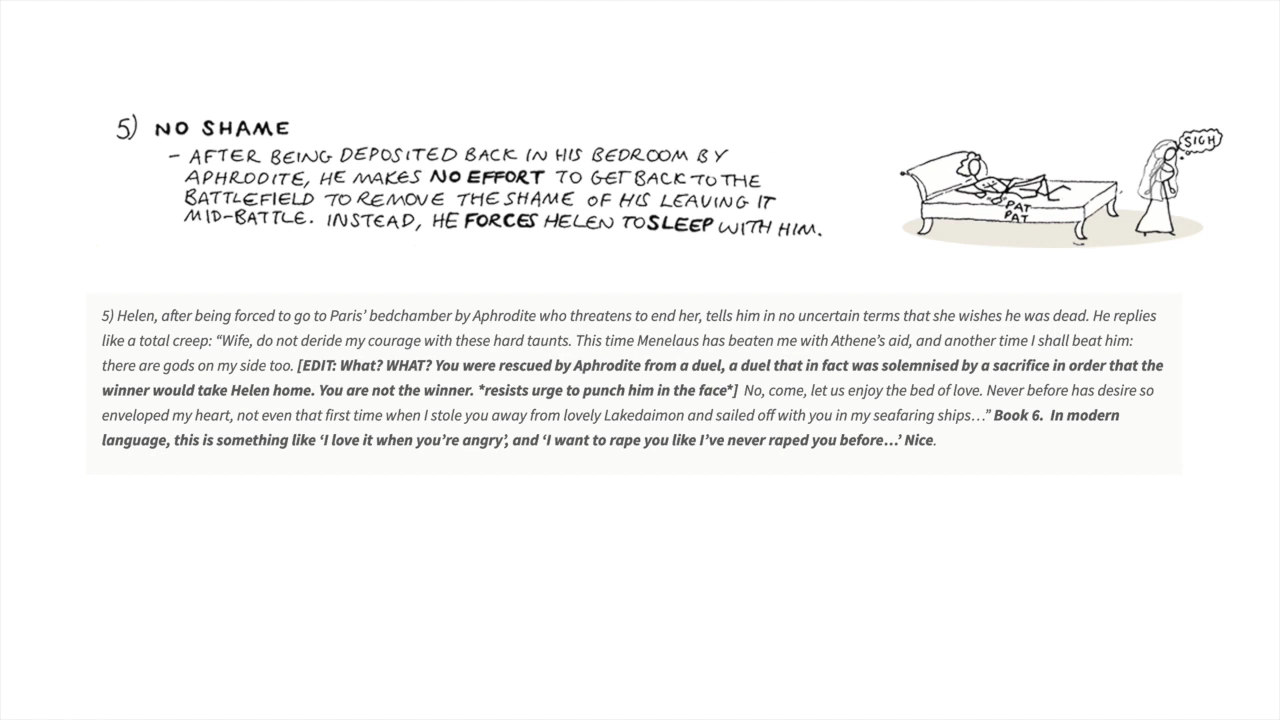 5) NO SHAME
- AFTER BEING DEPOSITED BACK IN HIS BEDROOM BY
APHRODITE, HE MAKES NO EFFORT TO GET BACK TO THE
BATTLEFIELD TO REMOVE THE SHAME OF HIS LEAVING IT
MID-BATTLE. INSTEAD, HE FORCES HELEN TO SLEEP WITH HIM.
SIGH
PAT
PAT
5) Helen, after being forced to go to Paris’ bedchamber by Aphrodite who threatens to end her, tells him in no uncertain terms that she wishes he was dead. He replies
like a total creep: “Wife, do not deride my courage with these hard taunts. This time Menelaus has beaten me with Athene’s aid, and another time I shall beat him:
there are gods on my side too. [EDIT: What? WHAT? You were rescued by Aphrodite from a duel, a duel that in fact was solemnised by a sacrifice in order that the
winner would take Helen home. You are not the winner. *resists urge to punch him in the face*] No, come, let us enjoy the bed of love. Never before has desire so
enveloped my heart, not even that first time when I stole you away from lovely Lakedaimon and sailed off with you in my seafaring ships…” Book 6. In modern
language, this is something like ‘I love it when you’re angry’, and ‘I want to rape you like I’ve never raped you before…’ Nice.